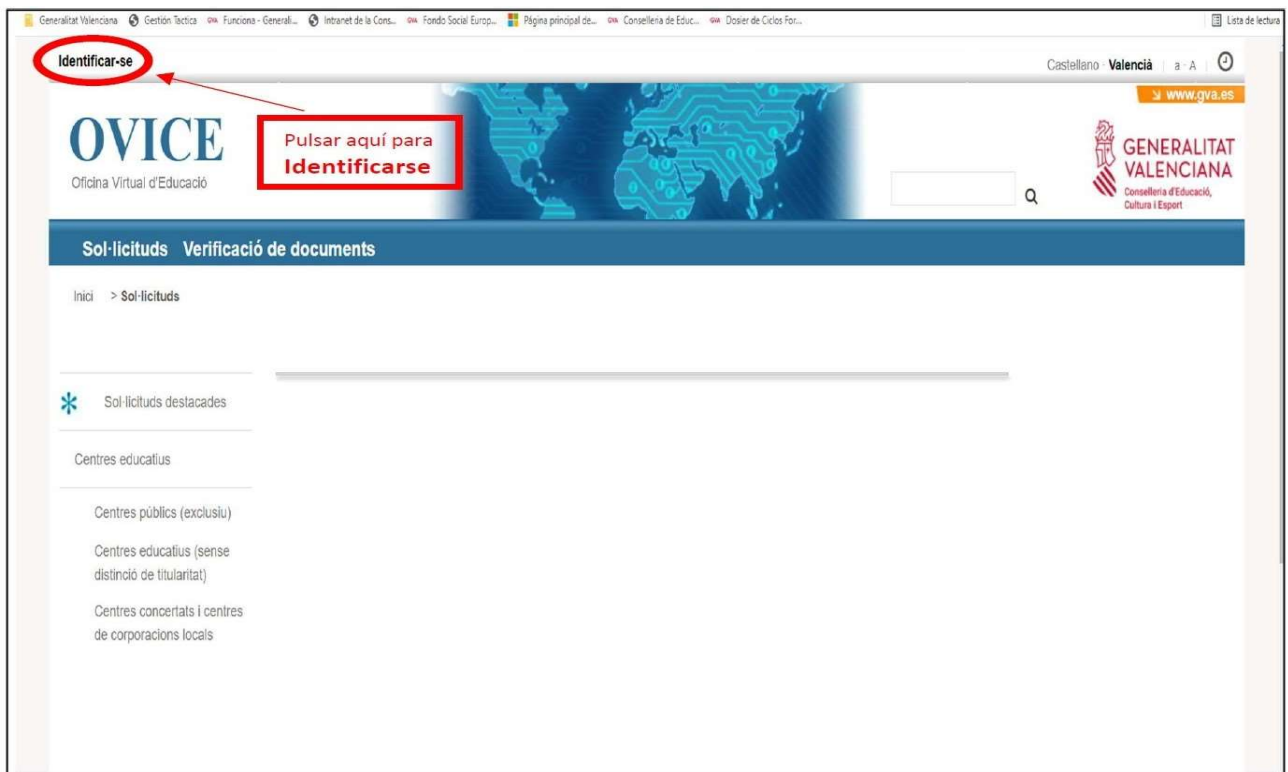 Generalitat Valenciana Gestión Tactica Funciona - Generali... Intranet de la Cons... Fondo Social Europ... Página principal de... Conselleria de Educ... Dosier de Ciclos For... Lista de lectura
Identificar-se
Castellano · Valencià a · A
www.gva.es
OVICE
Oficina Virtual d'Educació
Pulsar aquí para
Identificarse
GENERALITAT
VALENCIANA
Conselleria d'Educació,
Cultura i Esport
Sol·licituds Verificació de documents
Inici > Sol·licituds
Sol·licituds destacades
Centres educatius
Centres públics (exclusiu)
Centres educatius (sense
distinció de titularitat)
Centres concertats i centres
de corporacions locals